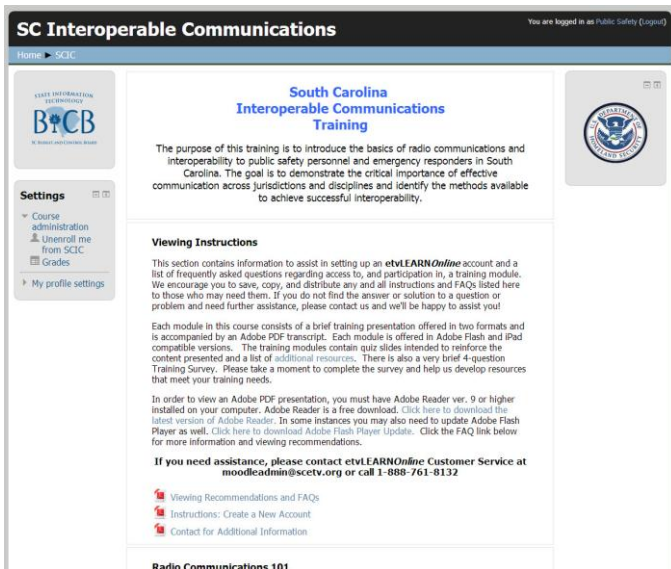 SC Interoperable Communications
You are logged in as Public Safety (Logout)
Home ► SCIC
STATE INFORMATION
TECHNOLOGY
B CB
SC BUDGET AND CONTROL BOARD
Settings
Course
administration
Unenroll me
from SCIC
Grades
My profile settings
South Carolina
Interoperable Communications
Training
The purpose of this training is to introduce the basics of radio communications and
interoperability to public safety personnel and emergency responders in South
Carolina. The goal is to demonstrate the critical importance of effective
communication across jurisdictions and disciplines and identify the methods available
to achieve successful interoperability.
Viewing Instructions
This section contains information to assist in setting up an etvLEARNOnline account and a
list of frequently asked questions regarding access to, and participation in, a training module.
We encourage you to save, copy, and distribute any and all instructions and FAQs listed here
to those who may need them. If you do not find the answer or solution to a question or
problem and need further assistance, please contact us and we'll be happy to assist you!
Each module in this course consists of a brief training presentation offered in two formats and
is accompanied by an Adobe PDF transcript. Each module is offered in Adobe Flash and iPad
compatible versions. The training modules contain quiz slides intended to reinforce the
content presented and a list of additional resources. There is also a very brief 4-question
Training Survey. Please take a moment to complete the survey and help us develop resources
that meet your training needs.
In order to view an Adobe PDF presentation, you must have Adobe Reader ver. 9 or higher
installed on your computer. Adobe Reader is a free download. Click here to download the
latest version of Adobe Reader. In some instances you may also need to update Adobe Flash
Player as well. Click here to download Adobe Flash Player Update. Click the FAQ link below
for more information and viewing recommendations.
If you need assistance, please contact etvLEARNOnline Customer Service at
moodleadmin@scetv.org or call 1-888-761-8132
Viewing Recommendations and FAQs
Instructions: Create a New Account
Contact for Additional Information
Radio Communications 101
U.S. DEPARTMENT OF
HOMELAND SECURITY